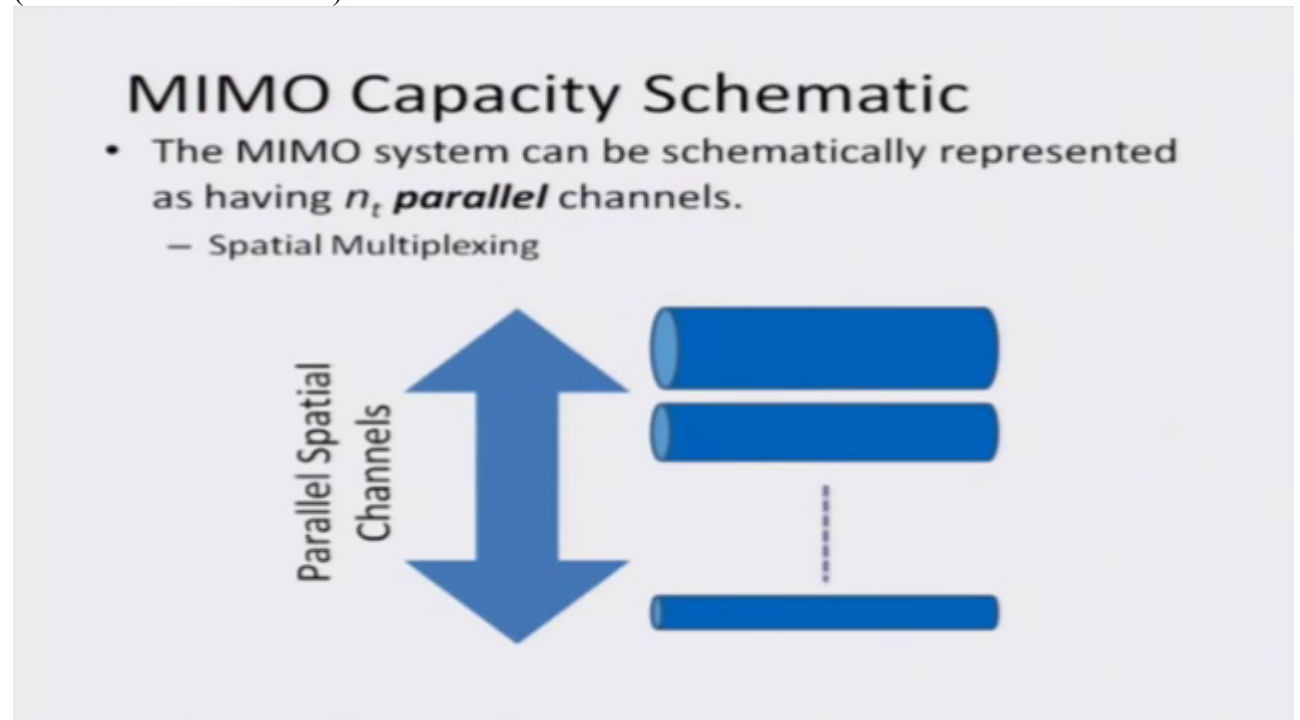 MIMO Capacity Schematic
• The MIMO system can be schematically represented
as having nₜ parallel channels.
– Spatial Multiplexing
Parallel Spatial
Channels